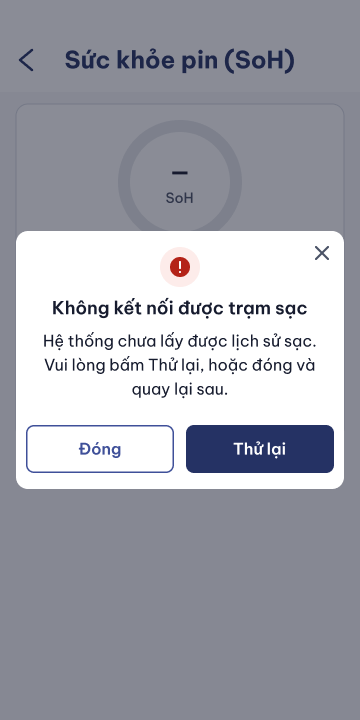 Sức khỏe pin (SoH)
–
SoH
Không kết nối được trạm sạc
Hệ thống chưa lấy được lịch sử sạc.
Vui lòng bấm Thử lại, hoặc đóng và
quay lại sau.
Đóng
Thử lại